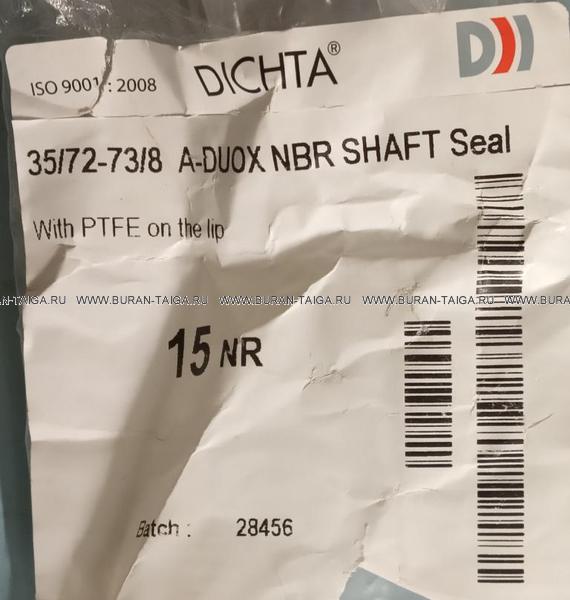 ISO 9001 : 2008 DICHTA®
35/72-73/8 A-DUOX NBR SHAFT Seal
With PTFE on the lip
N-TAIGA.RU WWW.BURAN-TAIGA.RU WWW.BURAN-TAIGA.RU WWW.BURAN-TAIGA.RU WWW.BURAN
15 NR
Batch : 28456